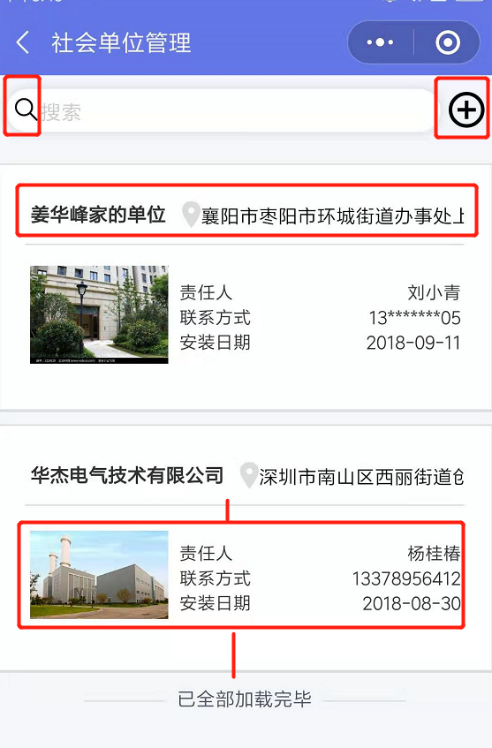 社会单位管理
搜索
姜华峰家的单位 襄阳市枣阳市环城街道办事处上
责任人 刘小青
联系方式 13*******05
安装日期 2018-09-11
华杰电气技术有限公司 深圳市南山区西丽街道仓
责任人 杨桂椿
联系方式 13378956412
安装日期 2018-08-30
已全部加载完毕